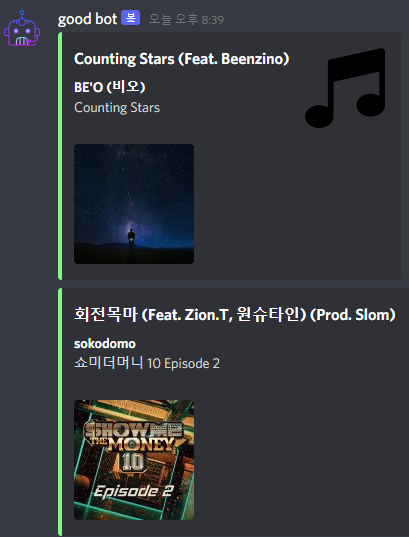 good bot 봇 오늘 오후 8:39
Counting Stars (Feat. Beenzino)
BE'O (비오)
Counting Stars
회전목마 (Feat. Zion.T, 원슈타인) (Prod. Slom)
sokodomo
쇼미더머니 10 Episode 2
SHOW ME
THE MONEY
10
Episode 2